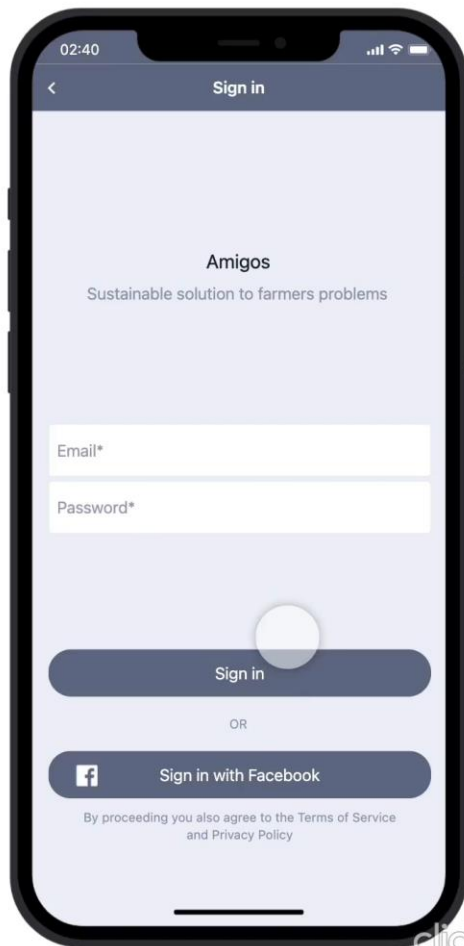 02:40
Sign in
Amigos
Sustainable solution to farmers problems
Email*
Password*
Sign in
OR
Sign in with Facebook
By proceeding you also agree to the Terms of Service
and Privacy Policy